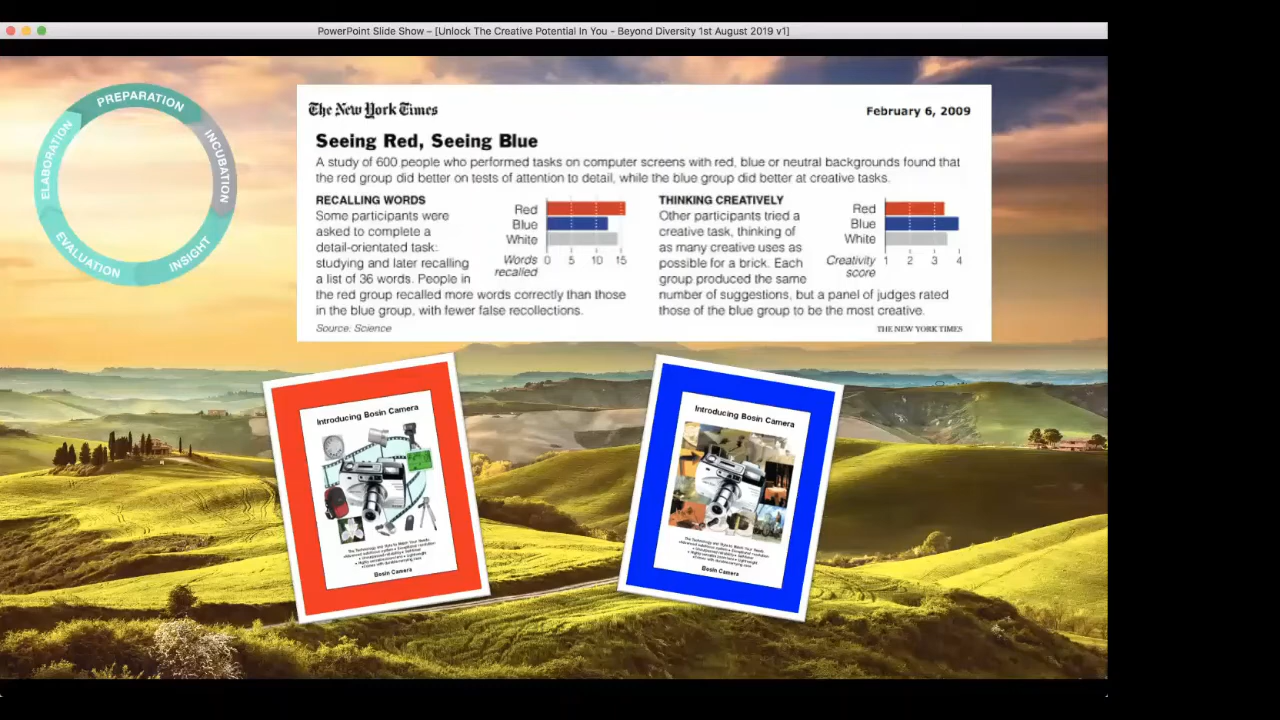 PowerPoint Slide Show – [Unlock The Creative Potential In You - Beyond Diversity 1st August 2019 v1]
PREPARATION
INCUBATION
INSIGHT
EVALUATION
ELABORATION
The New York Times
February 6, 2009
Seeing Red, Seeing Blue
A study of 600 people who performed tasks on computer screens with red, blue or neutral backgrounds found that
the red group did better on tests of attention to detail, while the blue group did better at creative tasks.
RECALLING WORDS
Some participants were
asked to complete a
detail-orientated task:
studying and later recalling
a list of 36 words. People in
the red group recalled more words correctly than those
in the blue group, with fewer false recollections.
Red
Blue
White
Words
recalled
0 5 10 15
Source: Science
THINKING CREATIVELY
Other participants tried a
creative task, thinking of
as many creative uses as
possible for a brick. Each
group produced the same
number of suggestions, but a panel of judges rated
those of the blue group to be the most creative.
Red
Blue
White
Creativity
score
1 2 3 4
THE NEW YORK TIMES
Introducing Bosin Camera
Bosin Camera
Introducing Bosin Camera
Bosin Camera